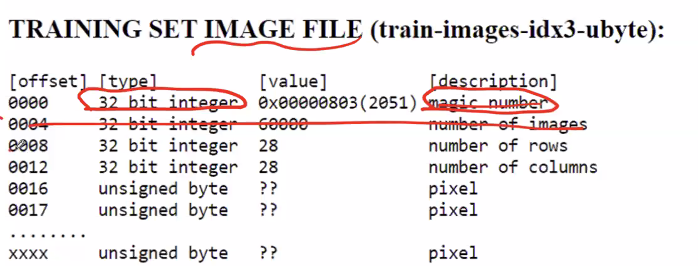 TRAINING SET IMAGE FILE (train-images-idx3-ubyte):
[offset] [type] [value] [description]
0000 32 bit integer 0x00000803(2051) magic number
0004 32 bit integer 60000 number of images
0008 32 bit integer 28 number of rows
0012 32 bit integer 28 number of columns
0016 unsigned byte ?? pixel
0017 unsigned byte ?? pixel
........
xxxx unsigned byte ?? pixel